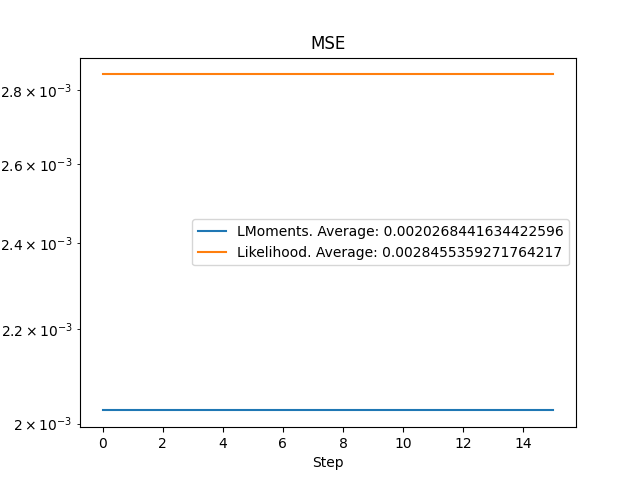 MSE
2.8 × 10⁻³
2.6 × 10⁻³
2.4 × 10⁻³
2.2 × 10⁻³
2 × 10⁻³
LMoments. Average: 0.0020268441634422596
Likelihood. Average: 0.0028455359271764217
0 2 4 6 8 10 12 14
Step